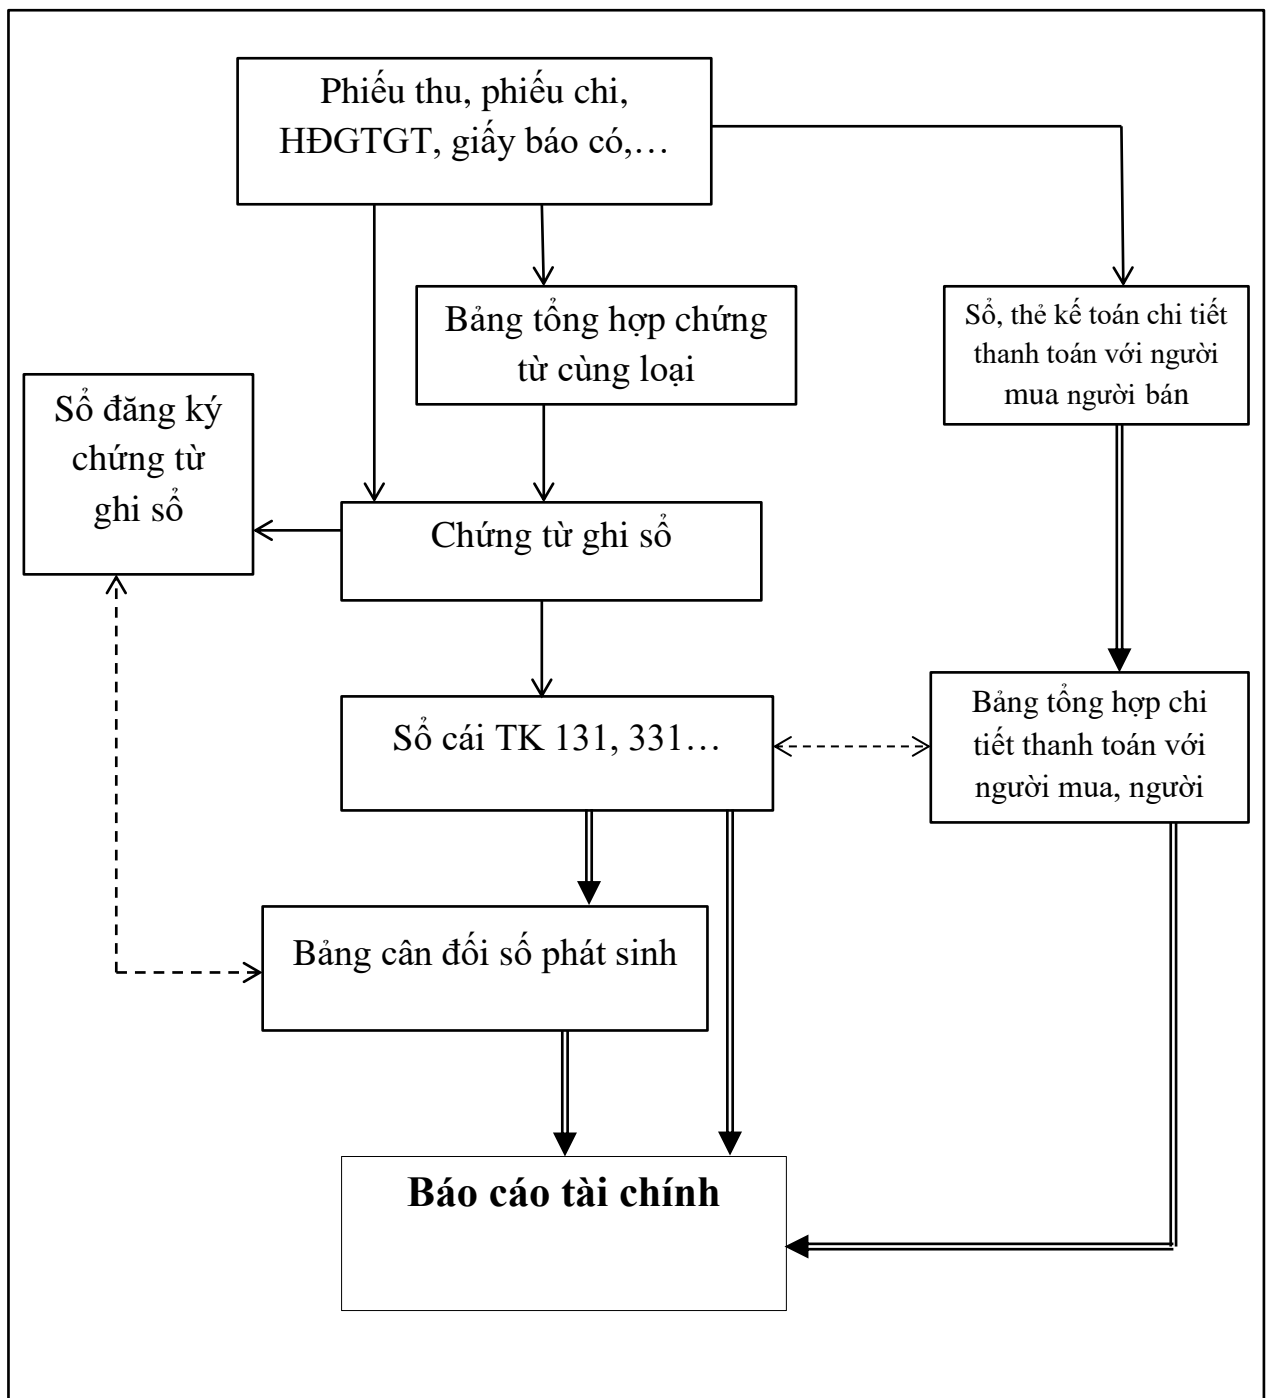 Phiếu thu, phiếu chi,
HĐGTGT, giấy báo có,…
Bảng tổng hợp chứng
từ cùng loại
Sổ, thẻ kế toán chi tiết
thanh toán với người
mua người bán
Sổ đăng ký
chứng từ
ghi sổ
Chứng từ ghi sổ
Sổ cái TK 131, 331…
Bảng tổng hợp chi
tiết thanh toán với
người mua, người
Bảng cân đối số phát sinh
Báo cáo tài chính